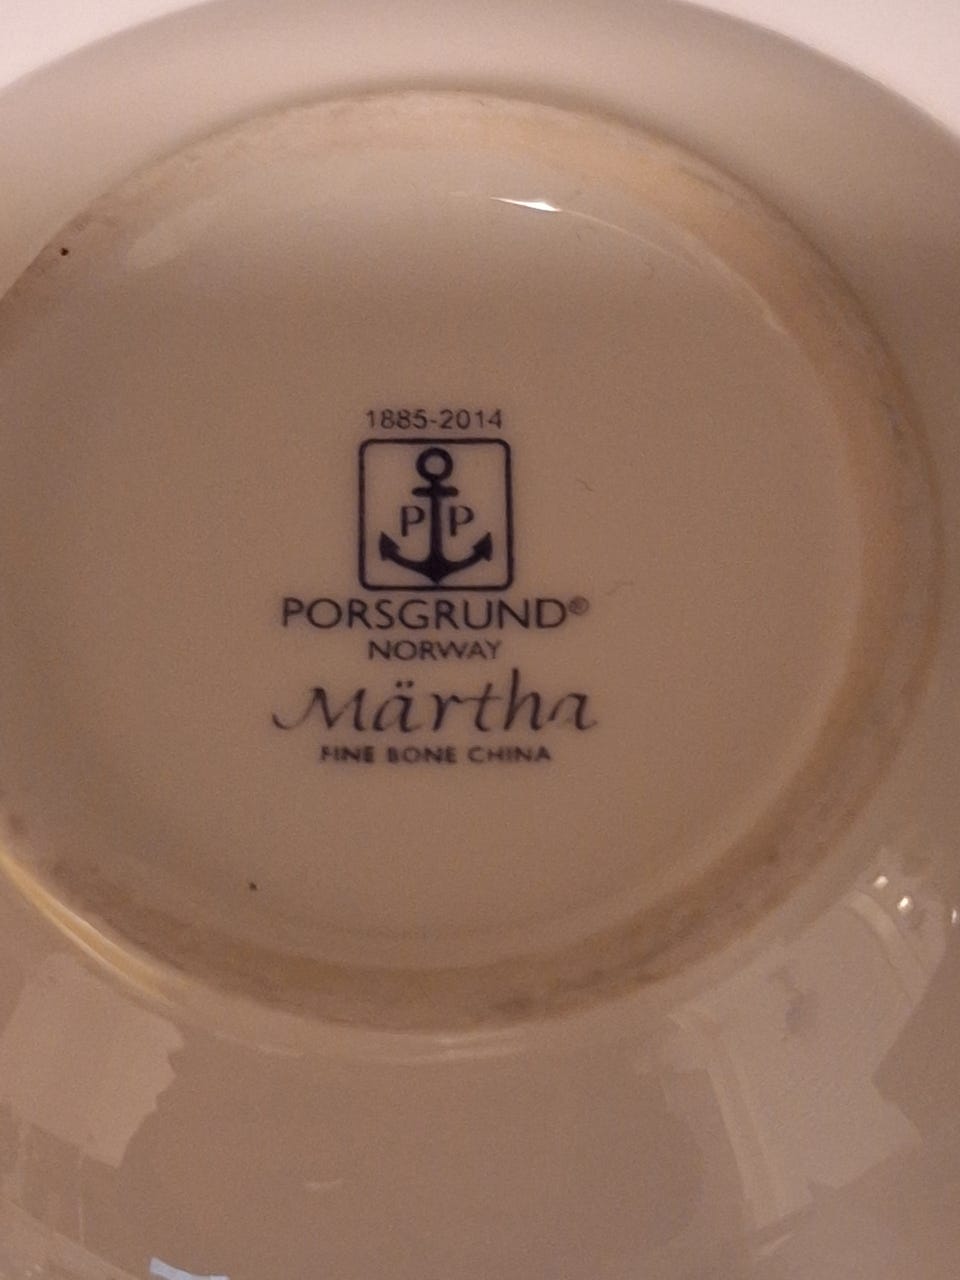 1885-2014
P P
PORSGRUND®
NORWAY
Märtha
FINE BONE CHINA